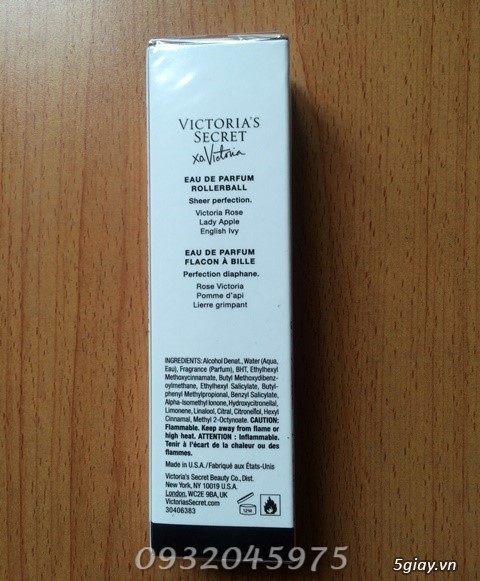 VICTORIA'S
SECRET
xo, Victoria
EAU DE PARFUM
ROLLERBALL
Sheer perfection.
Victoria Rose
Lady Apple
English Ivy
EAU DE PARFUM
FLACON À BILLE
Perfection diaphane.
Rose Victoria
Pomme d'api
Lierre grimpant
INGREDIENTS: Alcohol Denat., Water (Aqua,
Eau), Fragrance (Parfum), BHT, Ethylhexyl
Methoxycinnamate, Butyl Methoxydibenz-
oylmethane, Ethylhexyl Salicylate, Butyl-
phenyl Methylpropional, Benzyl Salicylate,
Alpha-Isomethyl Ionone, Hydroxycitronellal,
Limonene, Linalool, Citral, Citronellol, Hexyl
Cinnamal, Methyl 2-Octynoate. CAUTION:
Flammable. Keep away from flame or
high heat. ATTENTION : Inflammable.
Tenir à l'écart de la chaleur ou des
flammes.
Made in U.S.A./Fabriqué aux États-Unis
Victoria's Secret Beauty Co., Dist.
New York, NY 10019 U.S.A.
London, WC2E 9BA, UK
VictoriasSecret.com
30406383
12M
0932045975
5giay.vn